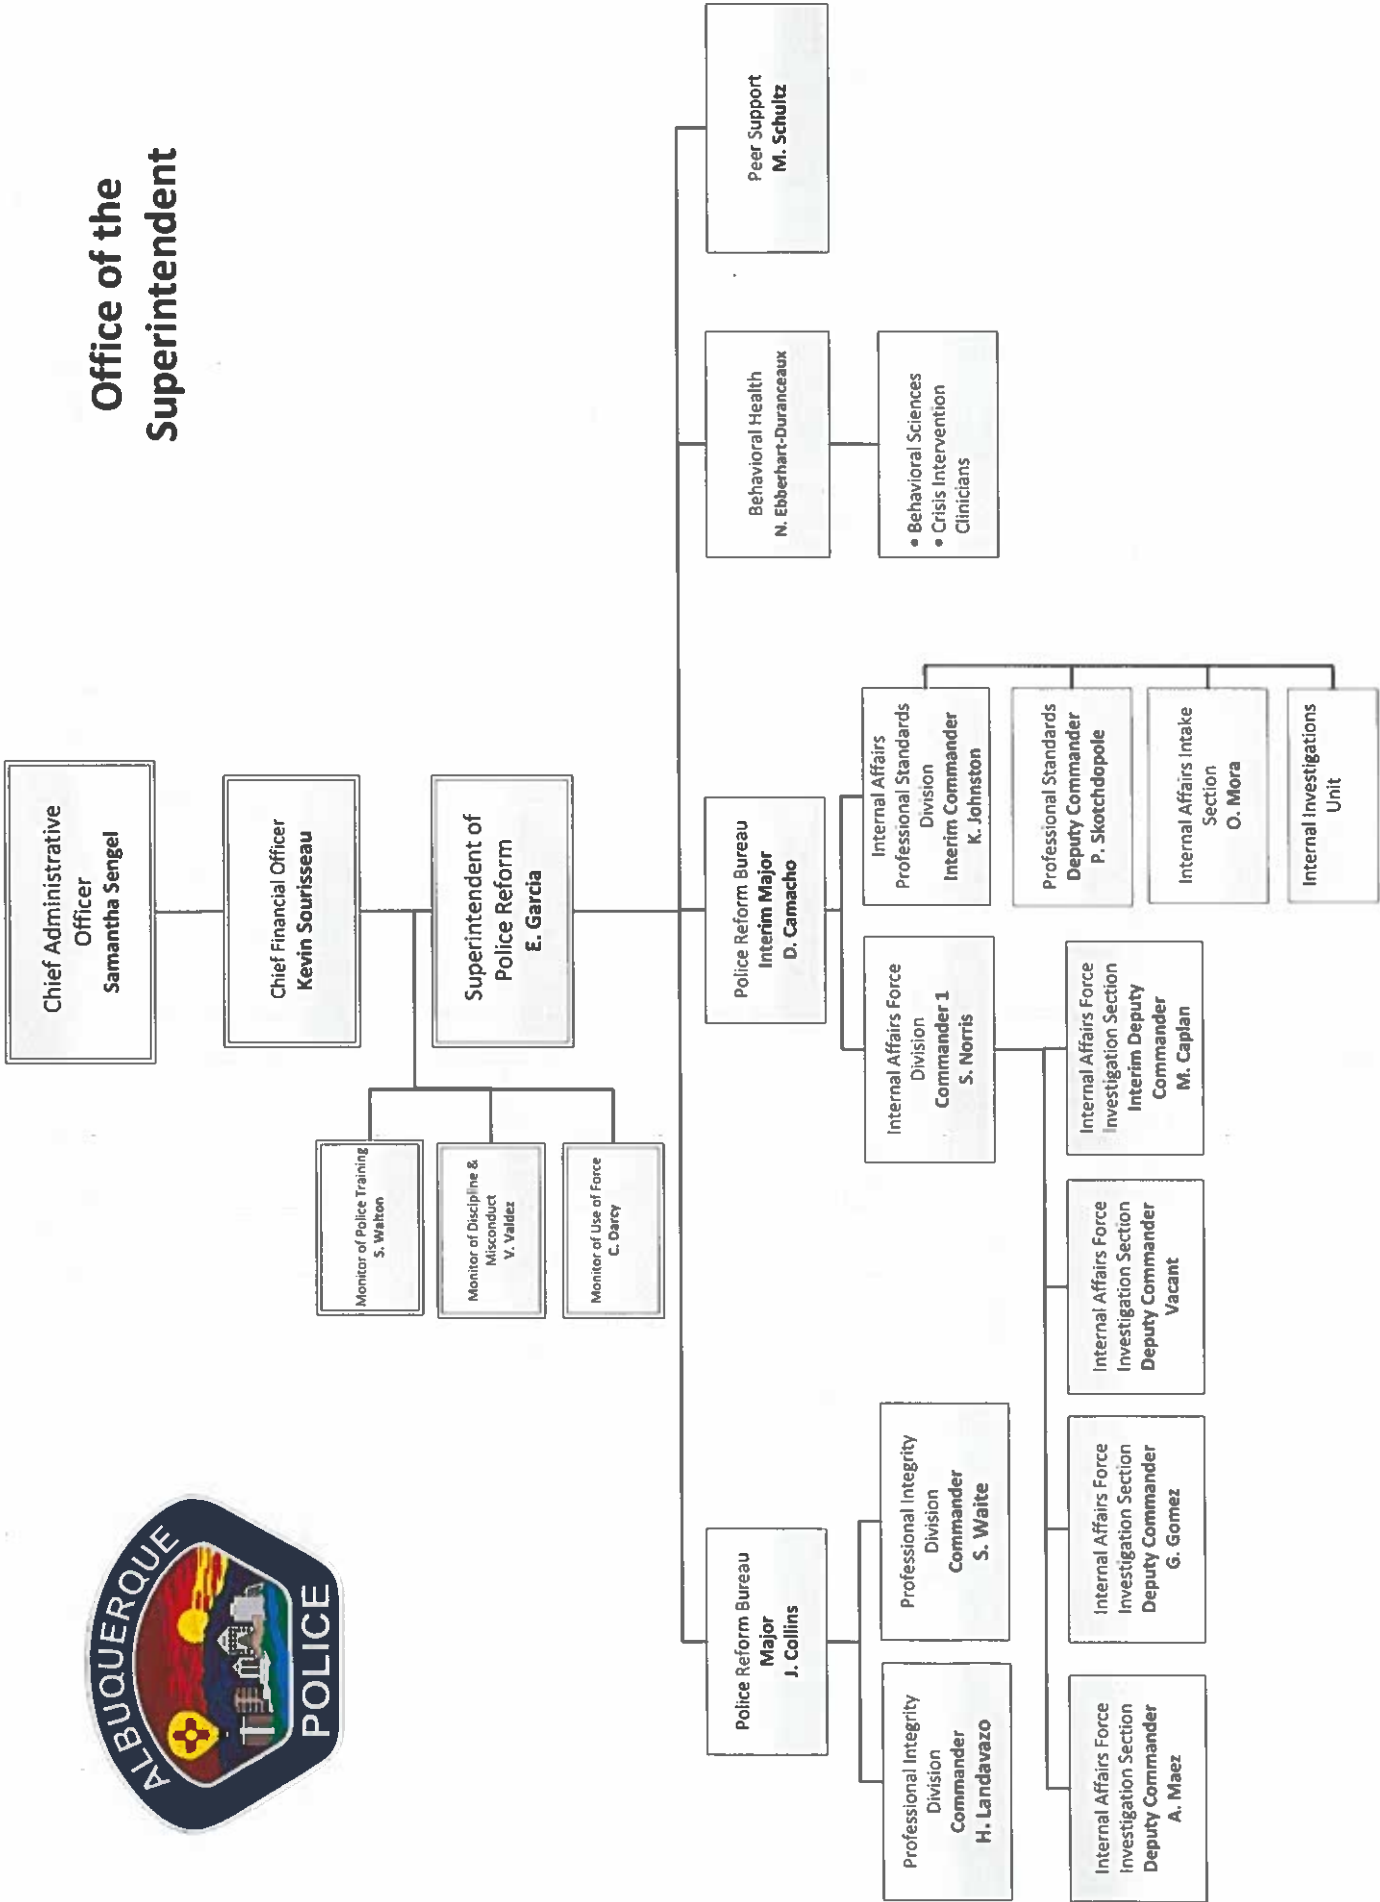 ALBUQUERQUE
POLICE
Office of the
Superintendent
Chief Administrative
Officer
Samantha Sengel
Chief Financial Officer
Kevin Sourisseau
Superintendent of
Police Reform
E. Garcia
Monitor of Police Training
S. Walton
Monitor of Discipline &
Misconduct
V. Valdez
Monitor of Use of Force
C. Darcy
Police Reform Bureau
Major
J. Collins
Police Reform Bureau
Interim Major
D. Camacho
Behavioral Health
N. Ebberhart-Duranceaux
Peer Support
M. Schultz
Professional Integrity
Division
Commander
H. Landavazo
Professional Integrity
Division
Commander
S. Waite
Internal Affairs Force
Division
Commander 1
S. Norris
Internal Affairs
Professional Standards
Division
Interim Commander
K. Johnston
• Behavioral Sciences
• Crisis Intervention
Clinicians
Professional Standards
Deputy Commander
P. Skotchdopole
Internal Affairs Intake
Section
O. Mora
Internal Investigations
Unit
Internal Affairs Force
Investigation Section
Deputy Commander
A. Maez
Internal Affairs Force
Investigation Section
Deputy Commander
G. Gomez
Internal Affairs Force
Investigation Section
Deputy Commander
Vacant
Internal Affairs Force
Investigation Section
Interim Deputy
Commander
M. Caplan